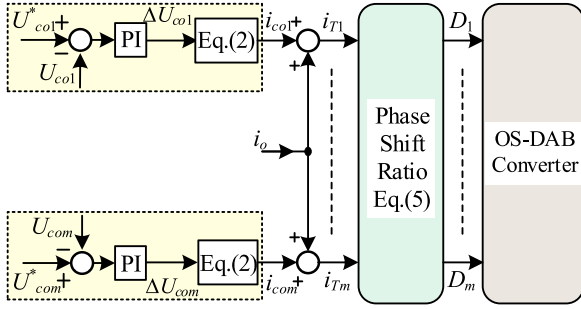 U*co1 + − PI ΔUco1 Eq.(2) ico1 + + iT1 D1
Uco1
io
Phase
Shift
Ratio
Eq.(5)
OS-DAB
Converter
Ucom
U*com − + PI ΔUcom Eq.(2) icom + + iTm Dm